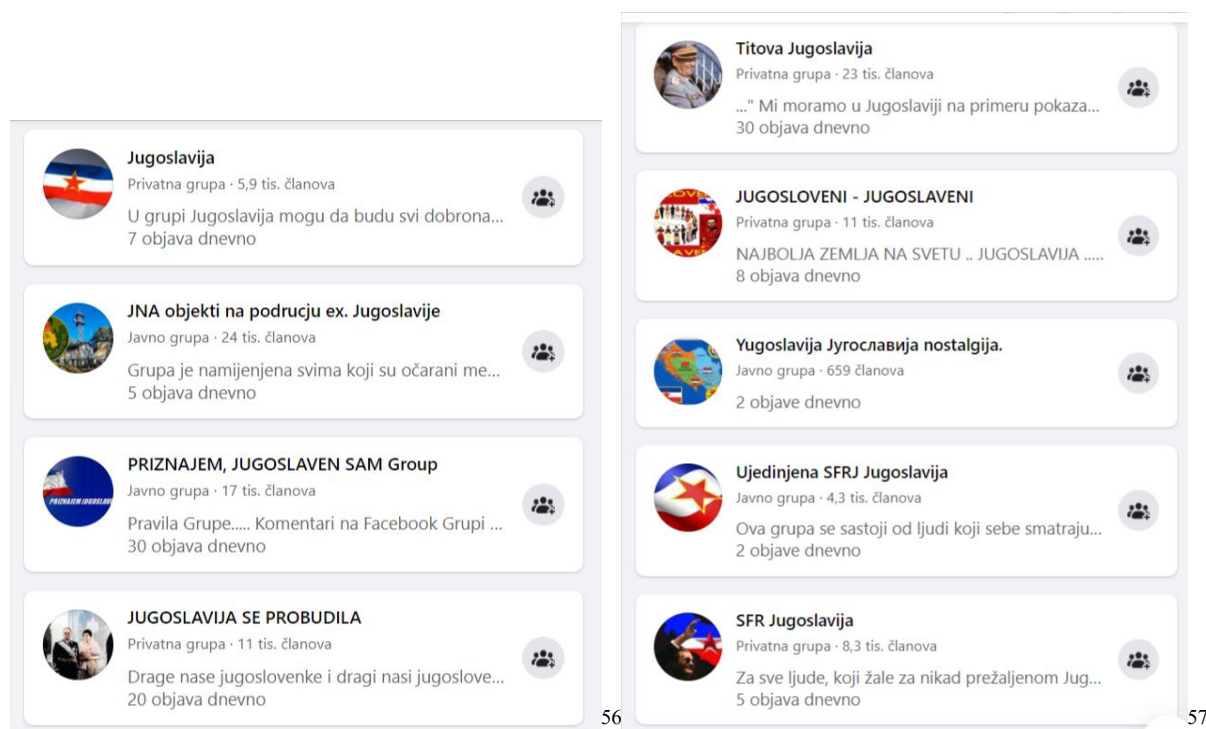 Jugoslavija
Privatna grupa · 5,9 tis. članova
U grupi Jugoslavija mogu da budu svi dobrona...
7 objava dnevno
JNA objekti na podrucju ex. Jugoslavije
Javno grupa · 24 tis. članova
Grupa je namijenjena svima koji su očarani me...
5 objava dnevno
PRIZNAJEM, JUGOSLAVEN SAM Group
Javno grupa · 17 tis. članova
Pravila Grupe..... Komentari na Facebook Grupi ...
30 objava dnevno
JUGOSLAVIJA SE PROBUDILA
Privatna grupa · 11 tis. članova
Drage nase jugoslovenke i dragi nasi jugoslove...
20 objava dnevno
56
Titova Jugoslavija
Privatna grupa · 23 tis. članova
..." Mi moramo u Jugoslaviji na primeru pokaza...
30 objava dnevno
JUGOSLOVENI - JUGOSLAVENI
Privatna grupa · 11 tis. članova
NAJBOLJA ZEMLJA NA SVETU .. JUGOSLAVIJA .....
8 objava dnevno
Yugoslavija Југославија nostalgija.
Javno grupa · 659 članova
2 objave dnevno
Ujedinjena SFRJ Jugoslavija
Javno grupa · 4,3 tis. članova
Ova grupa se sastoji od ljudi koji sebe smatraju...
2 objave dnevno
SFR Jugoslavija
Privatna grupa · 8,3 tis. članova
Za sve ljude, koji žale za nikad prežaljenom Jug...
5 objava dnevno
57